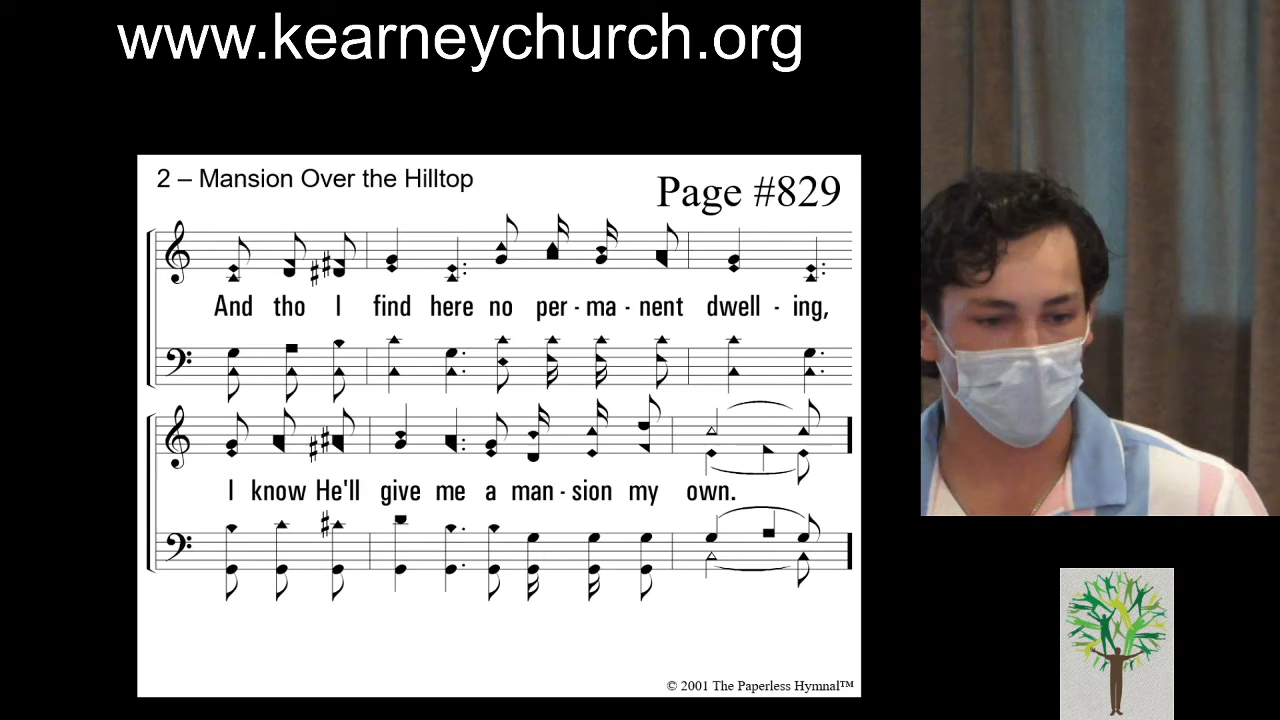 www.kearneychurch.org
2 – Mansion Over the Hilltop
Page #829
And tho I find here no per - ma - nent dwell - ing,
I know He'll give me a man - sion my own.
© 2001 The Paperless Hymnal™